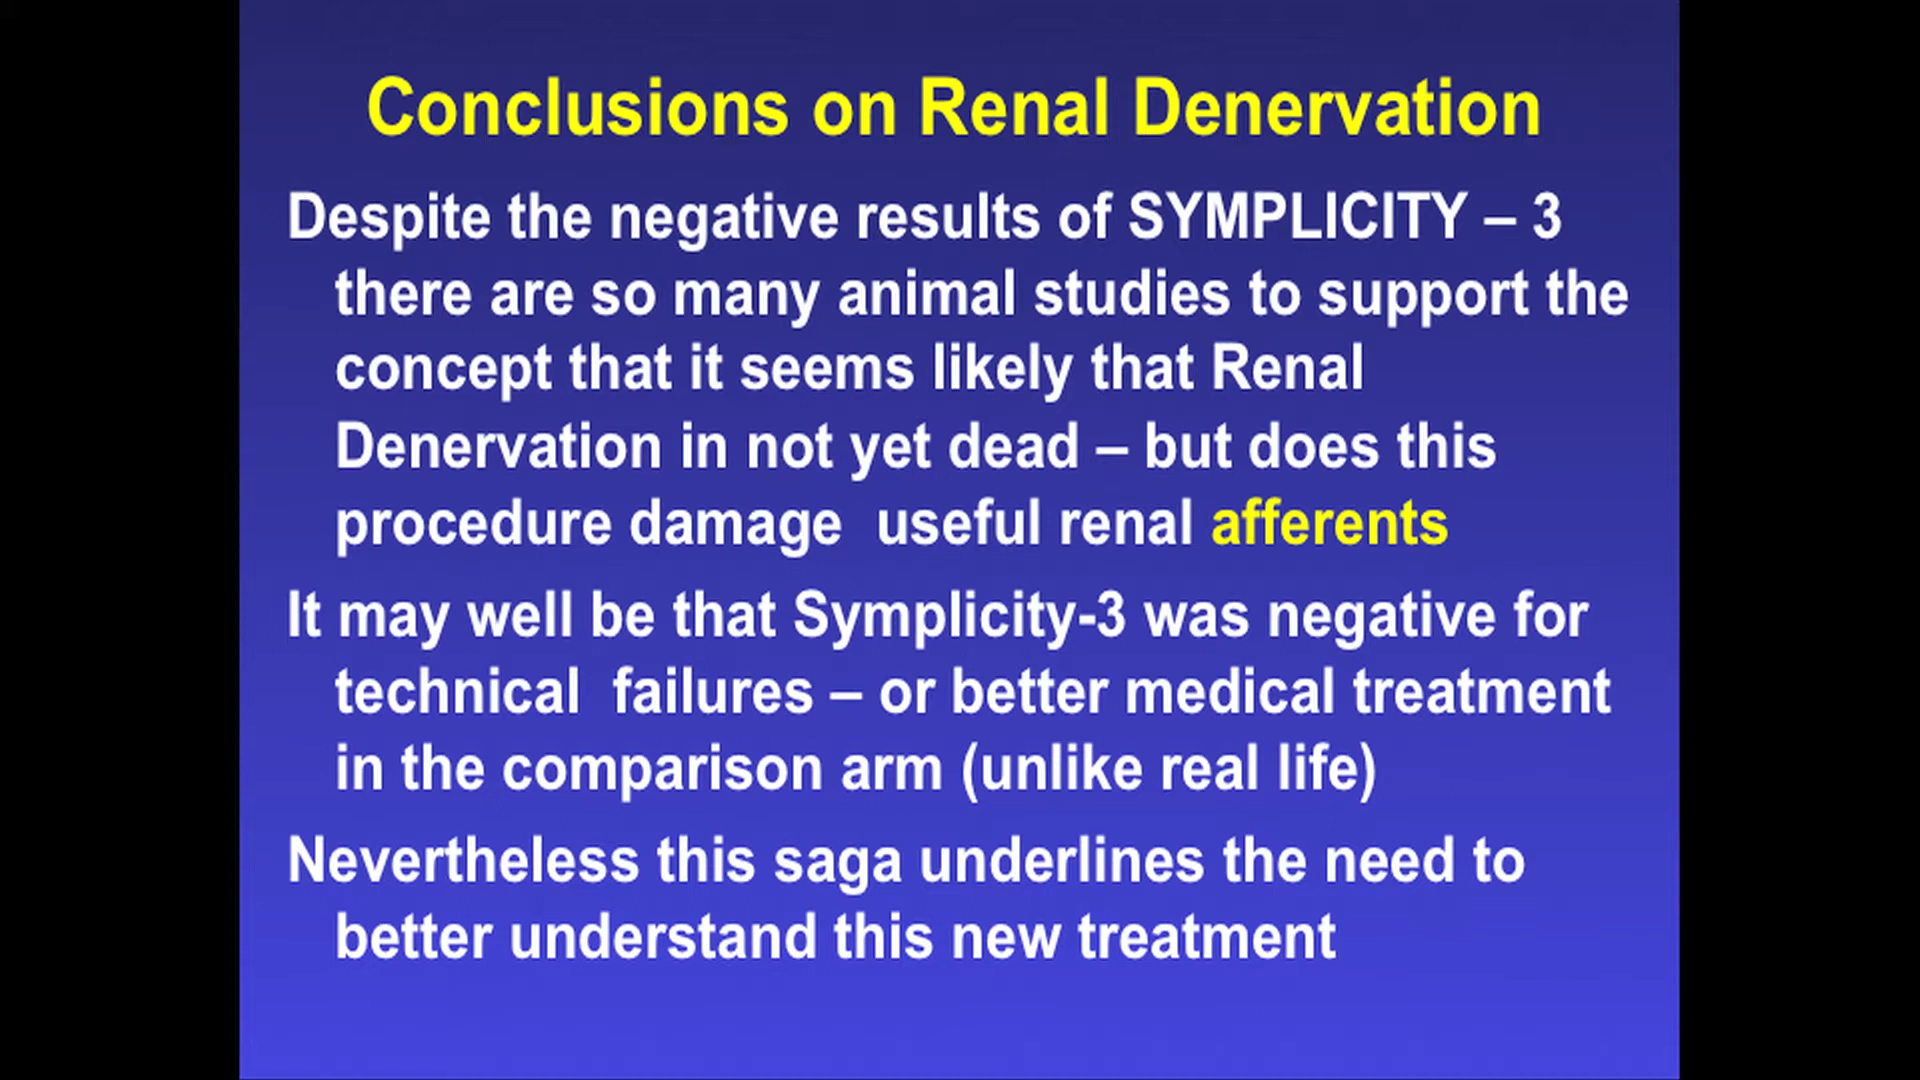 Conclusions on Renal Denervation
Despite the negative results of SYMPLICITY – 3
there are so many animal studies to support the
concept that it seems likely that Renal
Denervation in not yet dead – but does this
procedure damage  useful renal afferents
It may well be that Symplicity-3 was negative for
technical  failures – or better medical treatment
in the comparison arm (unlike real life)
Nevertheless this saga underlines the need to
better understand this new treatment